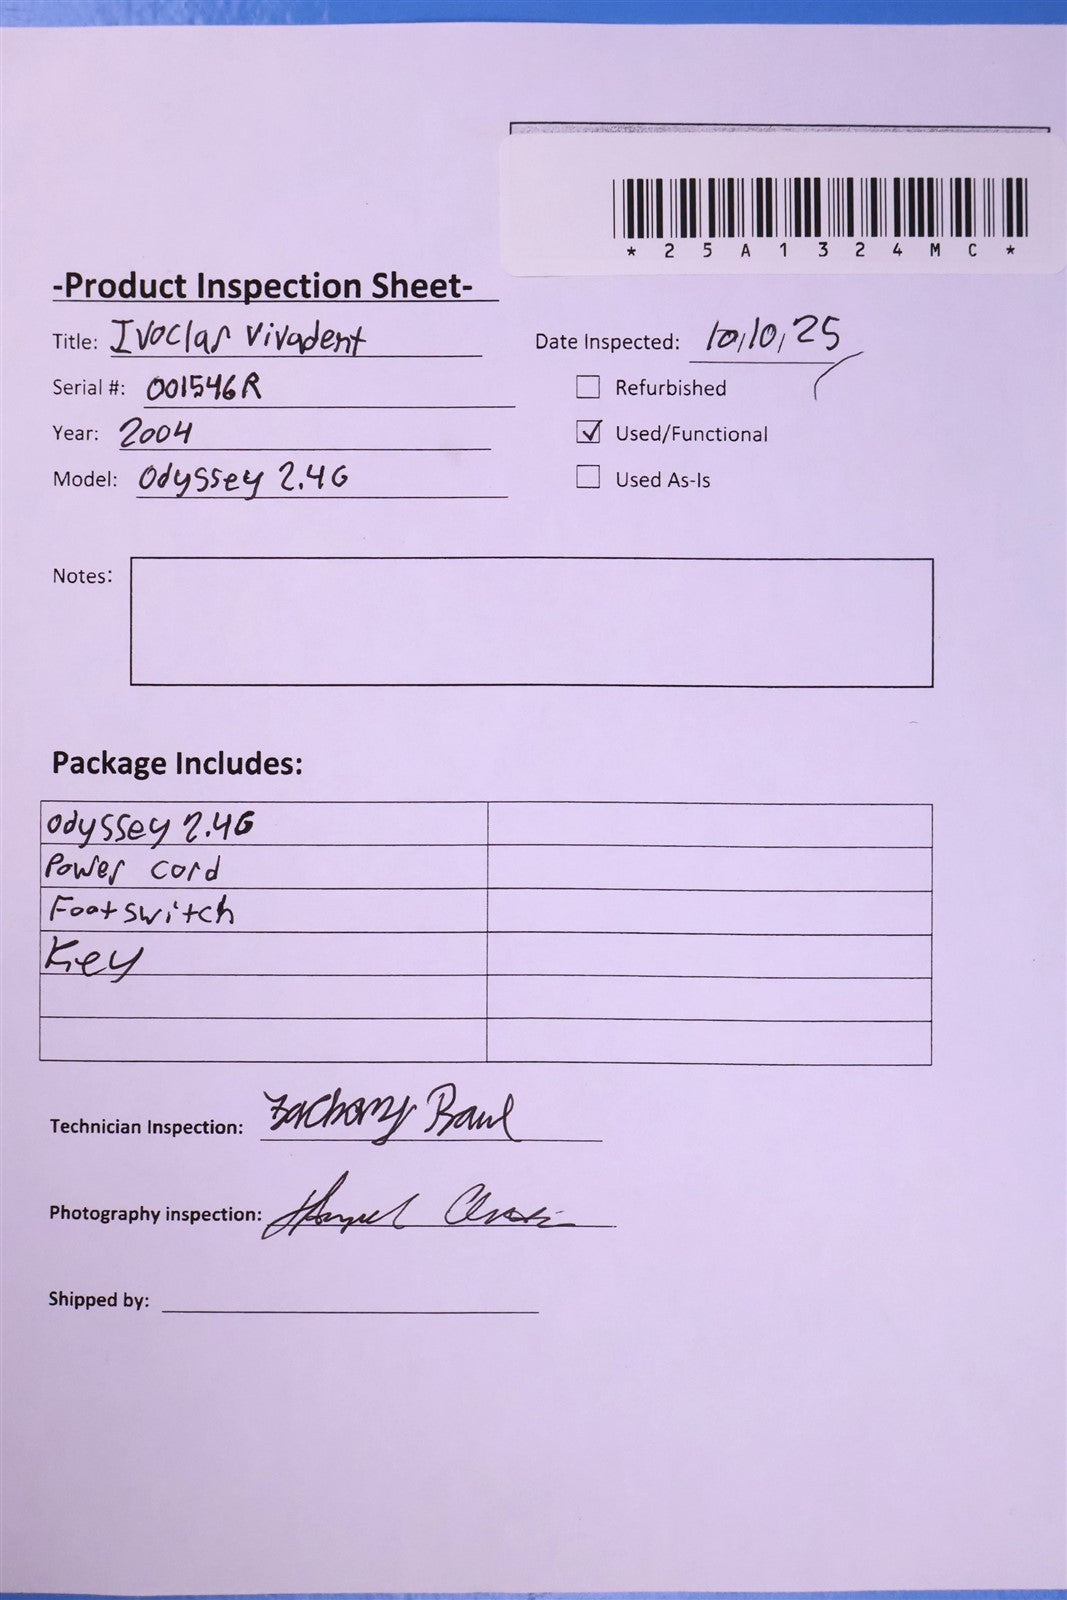 *25A1324MC*
-Product Inspection Sheet-
Title: Ivoclar Vivadent
Date Inspected: 10/10/25
Serial #: 001546R
Refurbished
Year: 2004
Used/Functional
Model: Odyssey 2.4G
Used As-Is
Notes:
Package Includes:
Odyssey 2.4G
Power cord
Footswitch
Key
Technician Inspection: Zachary
Photography inspection:
Shipped by: